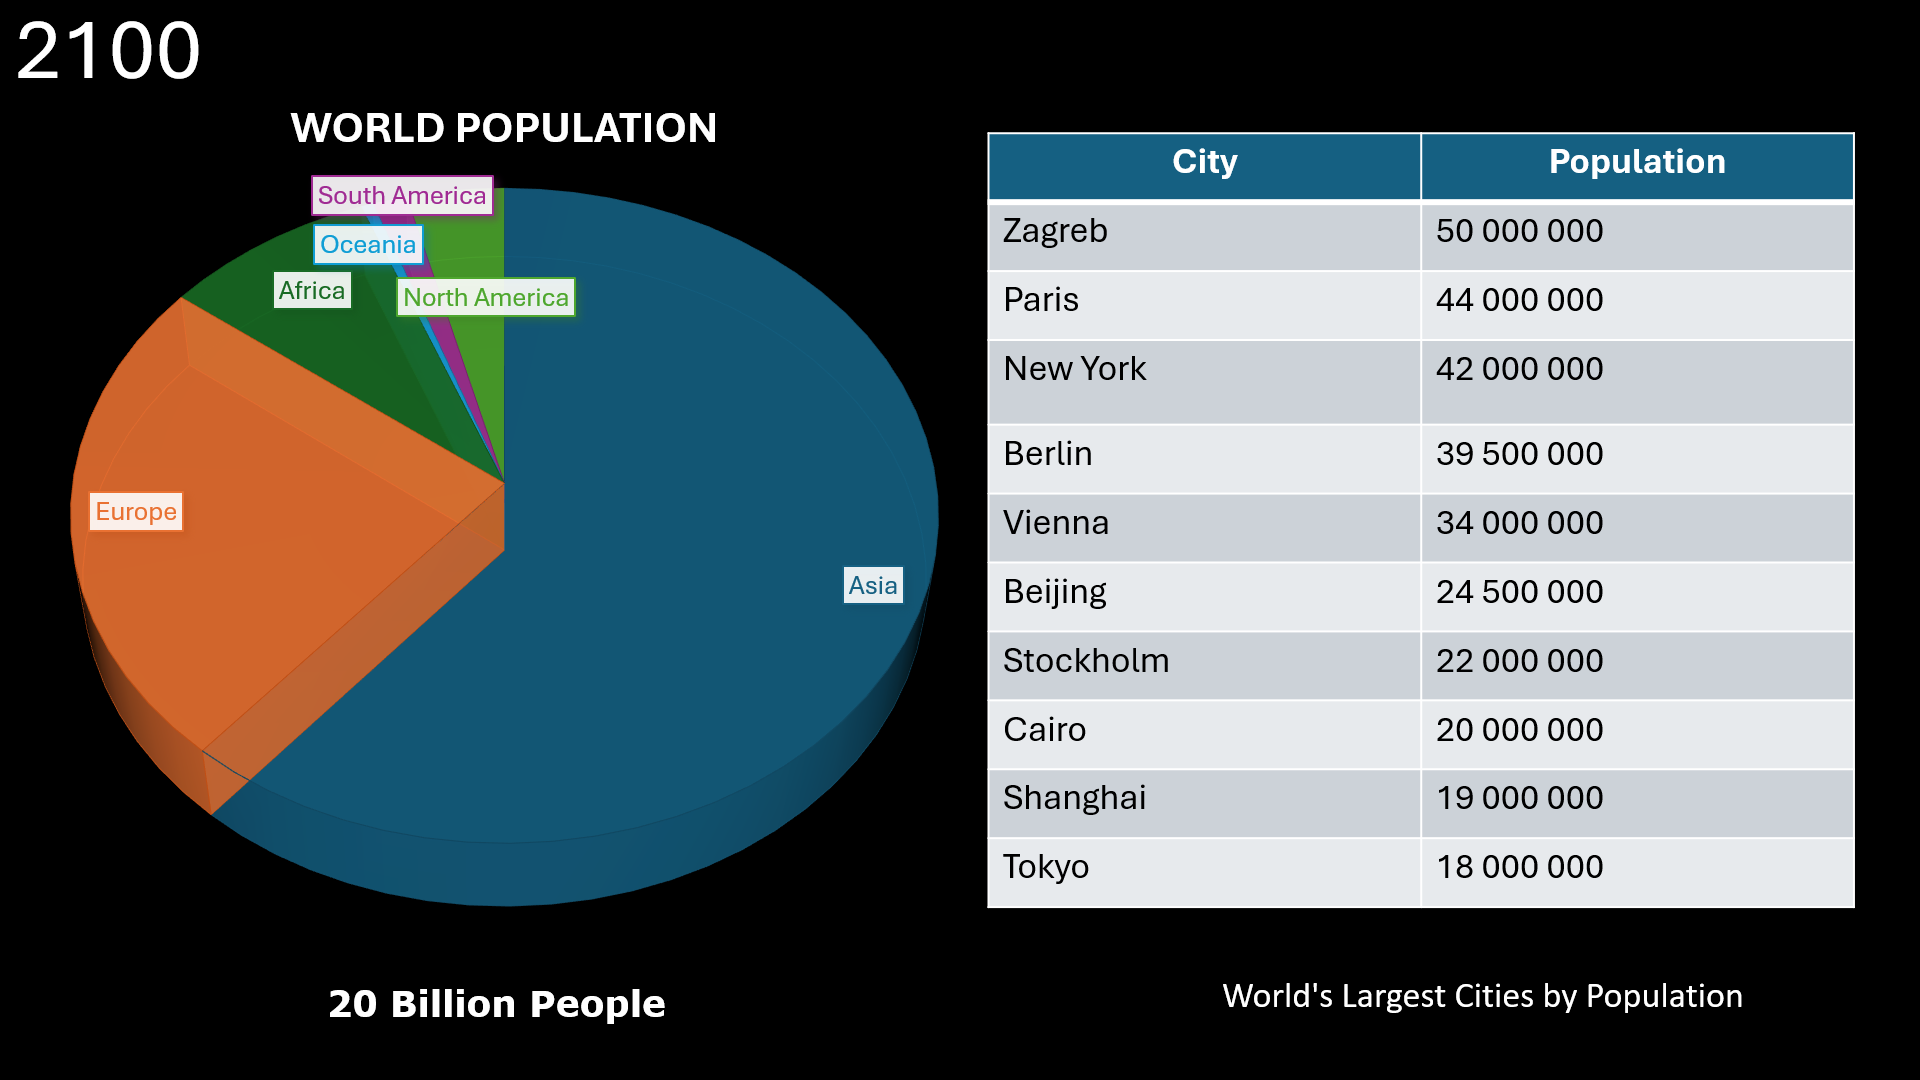 2100
WORLD POPULATION
South America
Oceania
Africa
North America
Europe
Asia
20 Billion People
City Population
Zagreb 50 000 000
Paris 44 000 000
New York 42 000 000
Berlin 39 500 000
Vienna 34 000 000
Beijing 24 500 000
Stockholm 22 000 000
Cairo 20 000 000
Shanghai 19 000 000
Tokyo 18 000 000
World's Largest Cities by Population